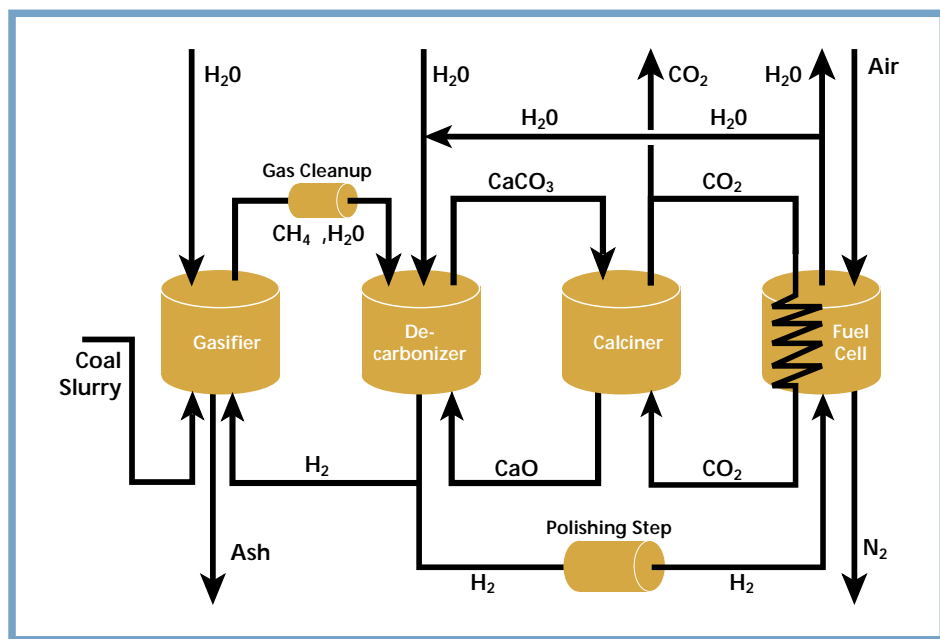 H₂0
H₂0
CO₂
H₂0
Air
H₂0
H₂0
Gas Cleanup
CaCO₃
CO₂
CH₄ ,H₂0
Gasifier
De-
carbonizer
Calciner
Fuel
Cell
Coal
Slurry
H₂
CaO
CO₂
Polishing Step
Ash
N₂
H₂
H₂